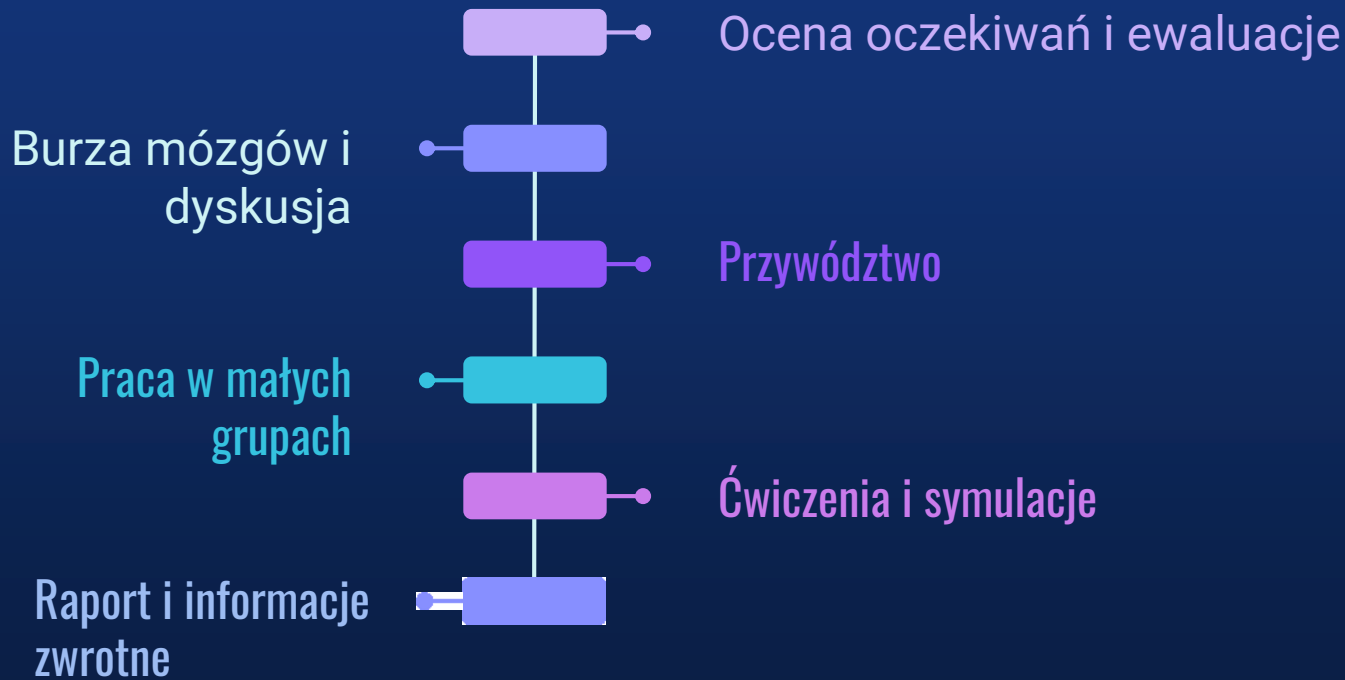 Ocena oczekiwań i ewaluacje
Burza mózgów i
dyskusja
Przywództwo
Praca w małych
grupach
Ćwiczenia i symulacje
Raport i informacje
zwrotne